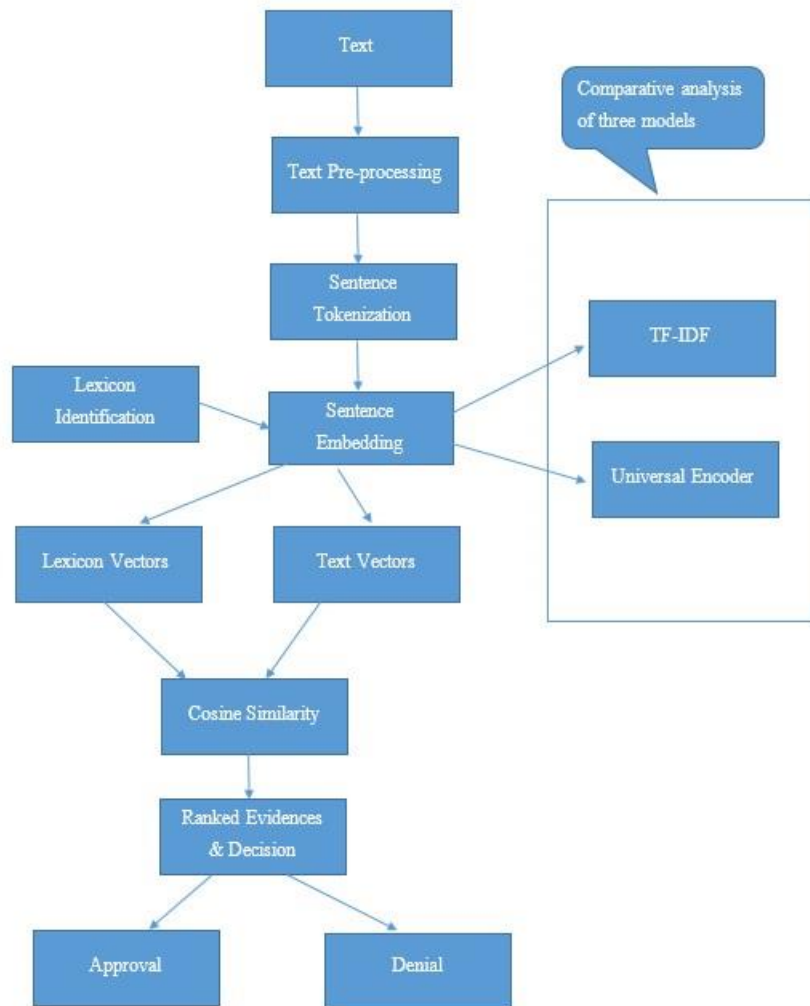 Text
Comparative analysis
of three models
Text Pre-processing
Sentence
Tokenization
TF-IDF
Lexicon
Identification
Sentence
Embedding
Universal Encoder
Lexicon Vectors
Text Vectors
Cosine Similarity
Ranked Evidences
& Decision
Approval
Denial